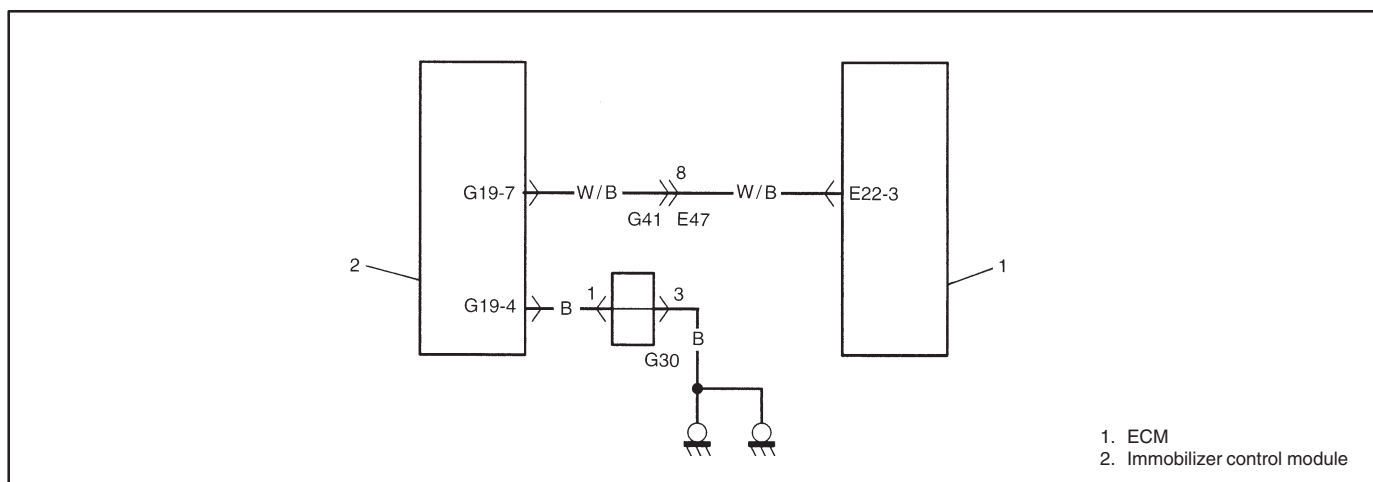 8
G19-7 W/B W/B E22-3
G41 E47
2 1
1 3
G19-4 B
B
G30
1. ECM
2. Immobilizer control module